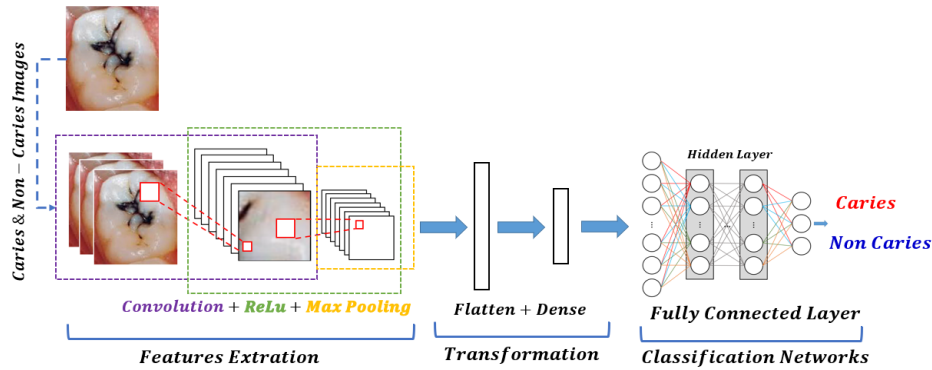 Caries & Non – Caries Images
Convolution + ReLu + Max Pooling
Features Extration
Flatten + Dense
Transformation
Hidden Layer
...
Caries
Non Caries
Fully Connected Layer
Classification Networks